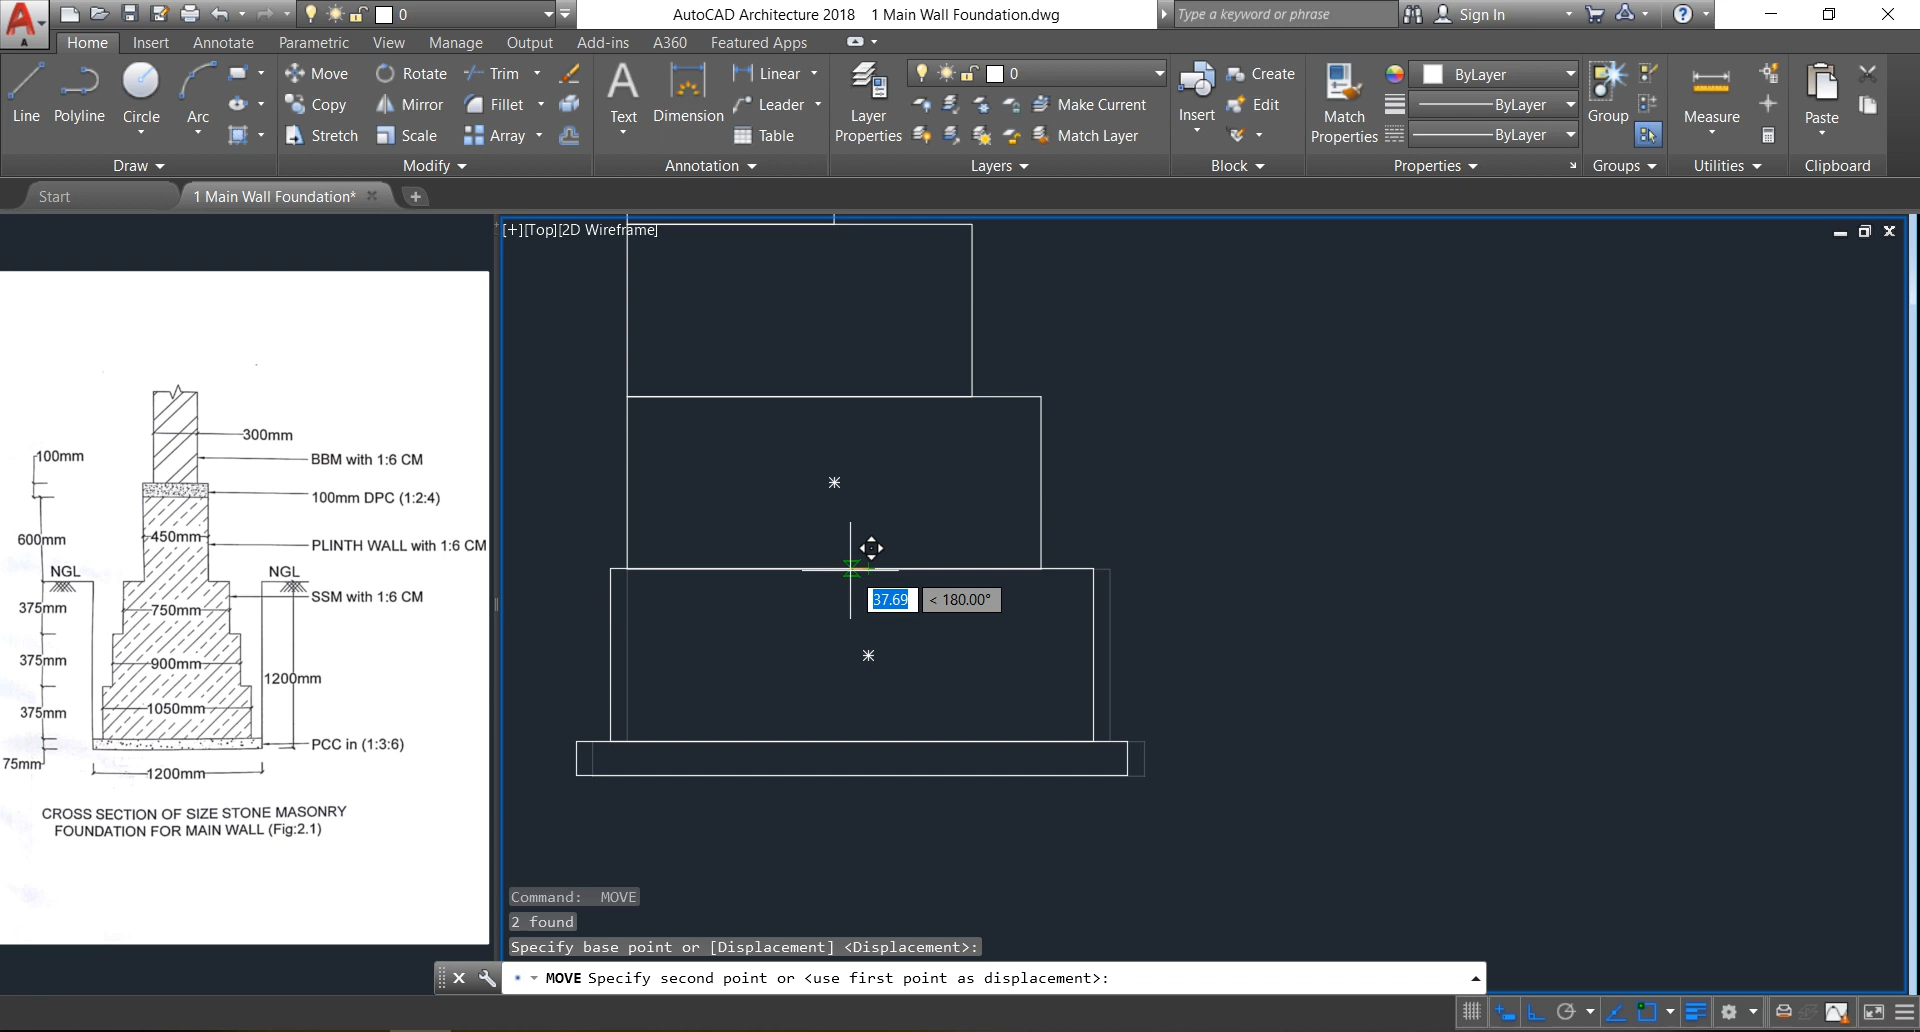 A
A
0
AutoCAD Architecture 2018 1 Main Wall Foundation.dwg
Type a keyword or phrase
Sign In
?
Home Insert Annotate Parametric View Manage Output Add-ins A360 Featured Apps
Line
Polyline
Circle
Arc
Draw
Move
Rotate
Trim
Copy
Mirror
Fillet
Stretch
Scale
Array
Modify
A
Text
Dimension
Linear
Leader
Table
Annotation
Layer
Properties
0
Make Current
Match Layer
Layers
Insert
Create
Edit
Block
Match
Properties
ByLayer
ByLayer
ByLayer
Properties
Group
Groups
Measure
Utilities
Paste
Clipboard
Start
1 Main Wall Foundation*
[+][Top][2D Wireframe]
300mm
100mm
BBM with 1:6 CM
100mm DPC (1:2:4)
600mm
450mm
PLINTH WALL with 1:6 CM
NGL
NGL
375mm
750mm
SSM with 1:6 CM
375mm
900mm
1200mm
375mm
1050mm
75mm
PCC in (1:3:6)
1200mm
CROSS SECTION OF SIZE STONE MASONRY
FOUNDATION FOR MAIN WALL (Fig:2.1)
37.69
< 180.00°
Command: MOVE
2 found
Specify base point or [Displacement] <Displacement>:
MOVE Specify second point or <use first point as displacement>: